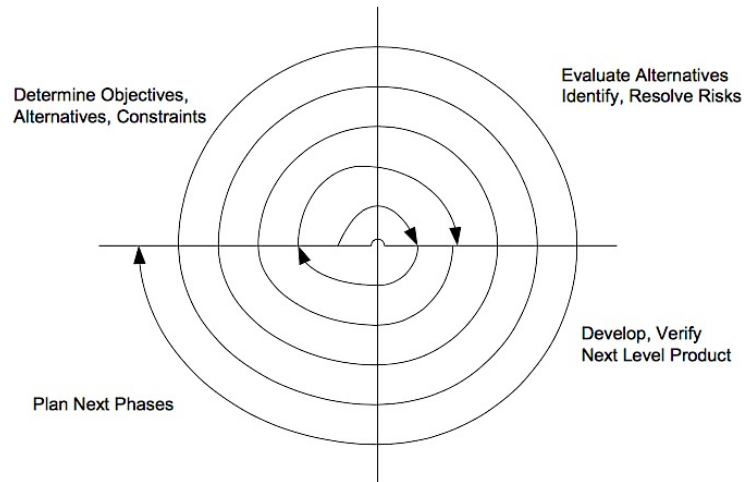 Determine Objectives,
Alternatives, Constraints
Evaluate Alternatives
Identify, Resolve Risks
Develop, Verify
Next Level Product
Plan Next Phases